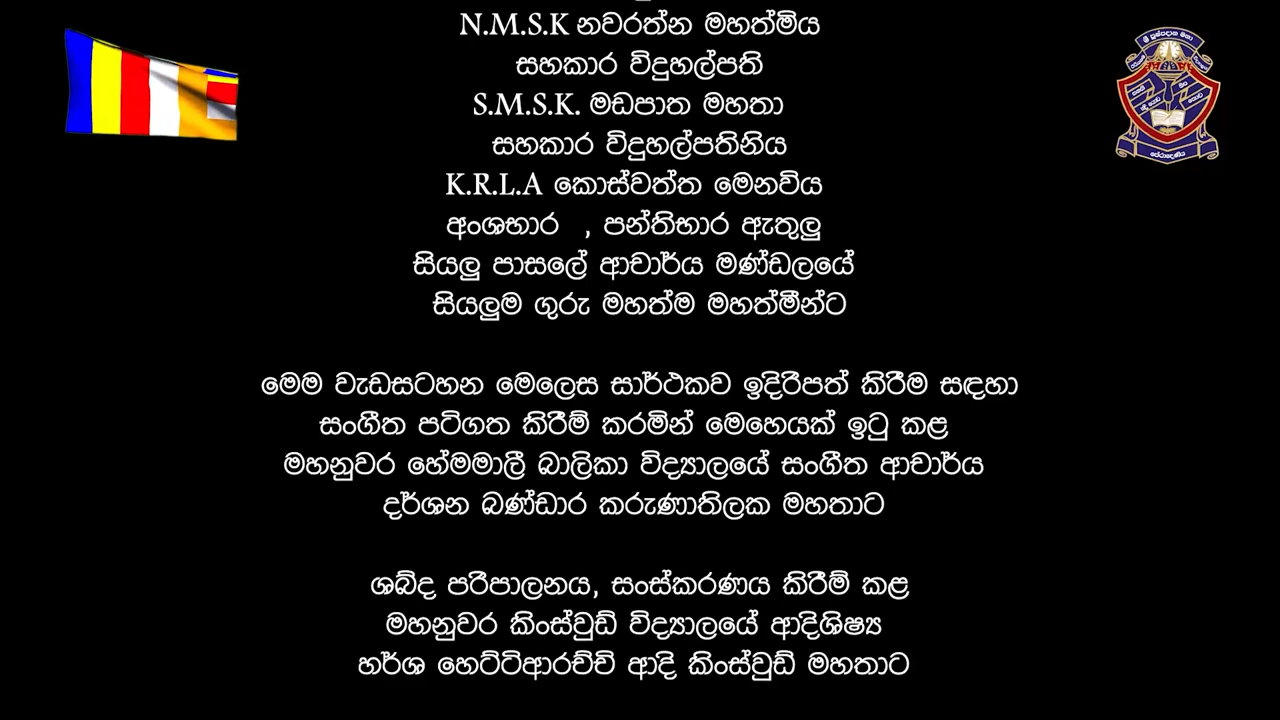 N.M.S.K නවරත්න මහත්මිය
සහකාර විදුහල්පති
S.M.S.K. මඩපාත මහතා
සහකාර විදුහල්පතිනිය
K.R.L.A කොස්වත්ත මෙනවිය
අංශභාර , පන්තිභාර ඇතුලු
සියලු පාසලේ ආචාර්ය මණ්ඩලයේ
සියලුම ගුරු මහත්ම මහත්මීන්ට
මෙම වැඩසටහන මෙලෙස සාර්ථකව ඉදිරිපත් කිරීම සඳහා
සංගීත පටිගත කිරීම් කරමින් මෙහෙයක් ඉටු කළ
මහනුවර හේමමාලී බාලිකා විද්‍යාලයේ සංගීත ආචාර්ය
දර්ශන බණ්ඩාර කරුණාතිලක මහතාට
ශබ්ද පරිපාලනය, සංස්කරණය කිරීම් කළ
මහනුවර කිංස්වුඩ් විද්‍යාලයේ ආදිශිෂ්‍ය
හර්ශ හෙට්ටිආරච්චි ආදි කිංස්වුඩ් මහතාට